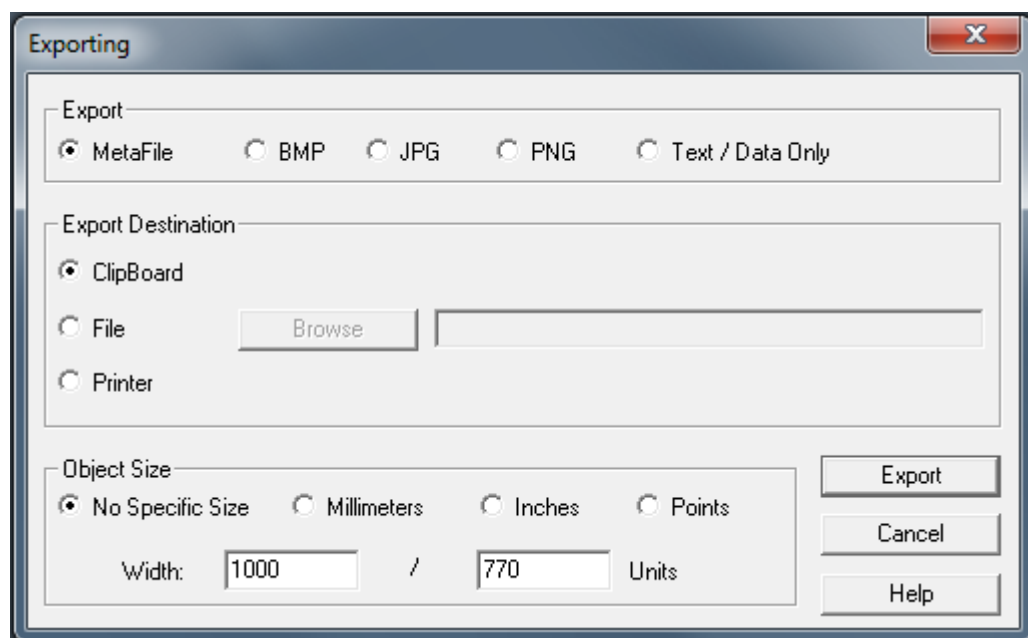 Exporting
Export
MetaFile BMP JPG PNG Text / Data Only
Export Destination
ClipBoard
File Browse
Printer
Object Size
No Specific Size Millimeters Inches Points
Width: 1000 / 770 Units
Export
Cancel
Help